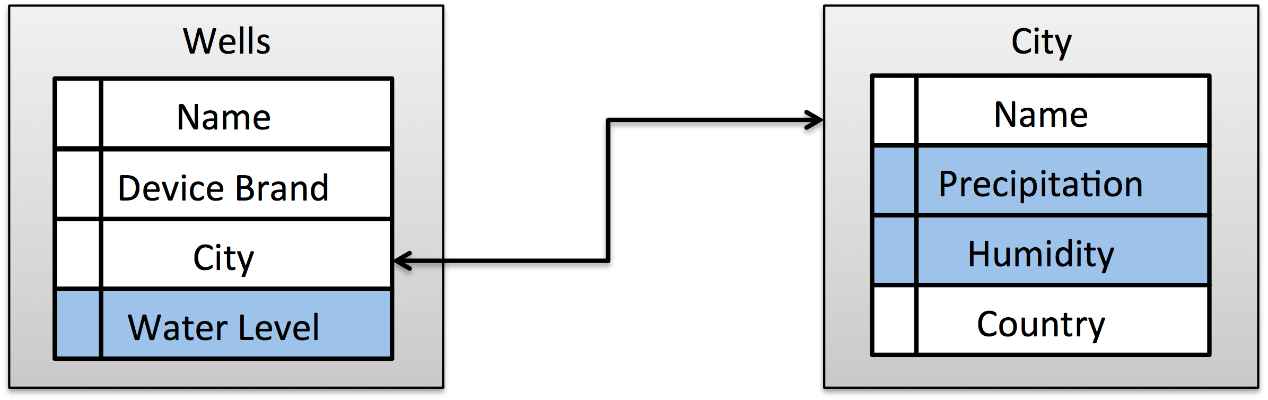 Wells
Name
Device Brand
City
Water Level
City
Name
Precipitation
Humidity
Country